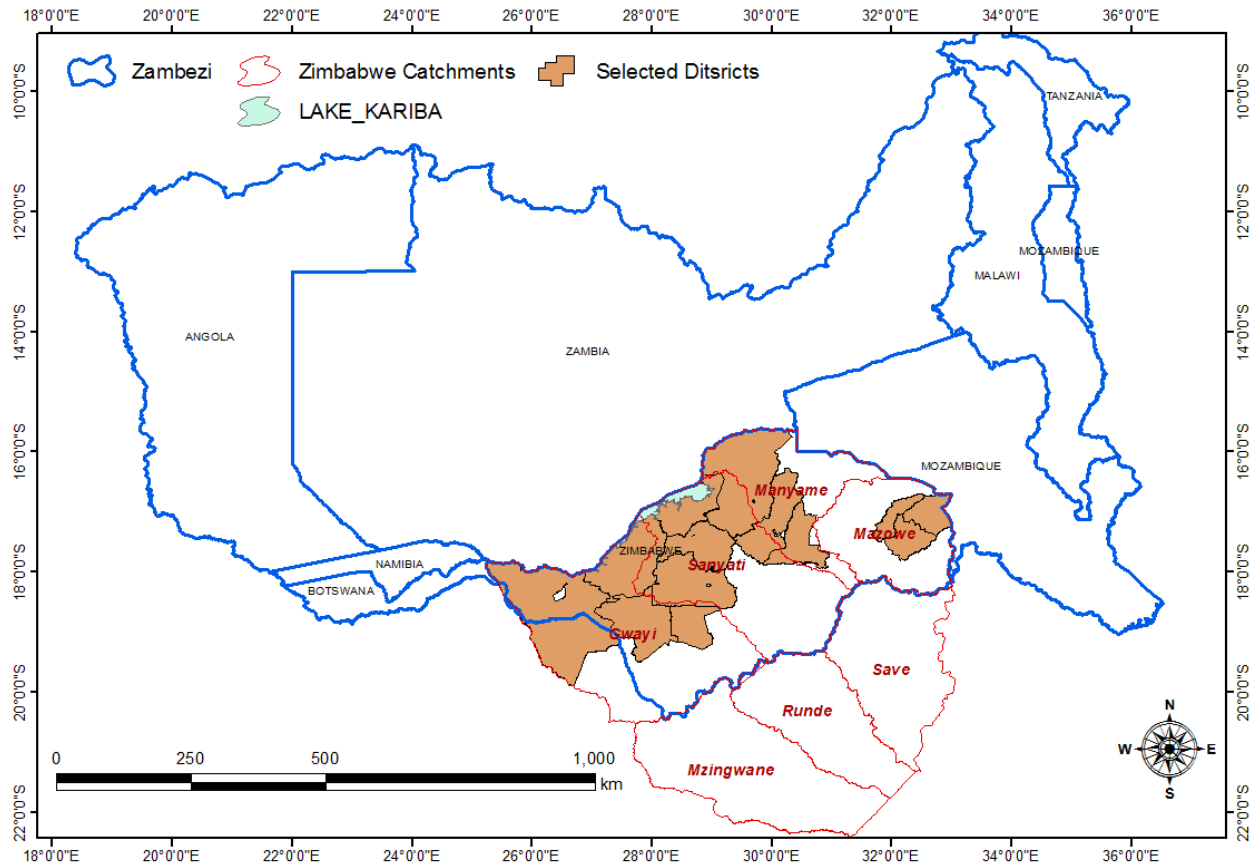 18°0'0"E 20°0'0"E 22°0'0"E 24°0'0"E 26°0'0"E 28°0'0"E 30°0'0"E 32°0'0"E 34°0'0"E 36°0'0"E
Zambezi Zimbabwe Catchments Selected Ditsricts
LAKE_KARIBA
10°0'0"S
12°0'0"S
14°0'0"S
16°0'0"S
18°0'0"S
20°0'0"S
22°0'0"S
10°0'0"S
12°0'0"S
14°0'0"S
16°0'0"S
18°0'0"S
20°0'0"S
22°0'0"S
TANZANIA
MOZAMBIQUE
MALAWI
ANGOLA
ZAMBIA
MOZAMBIQUE
Manyame
Mazowe
ZIMBABWE
Sanyati
NAMIBIA
BOTSWANA
Gwayi
Save
Runde
Mzingwane
N
W E
S
0 250 500 1,000
km
18°0'0"E 20°0'0"E 22°0'0"E 24°0'0"E 26°0'0"E 28°0'0"E 30°0'0"E 32°0'0"E 34°0'0"E 36°0'0"E